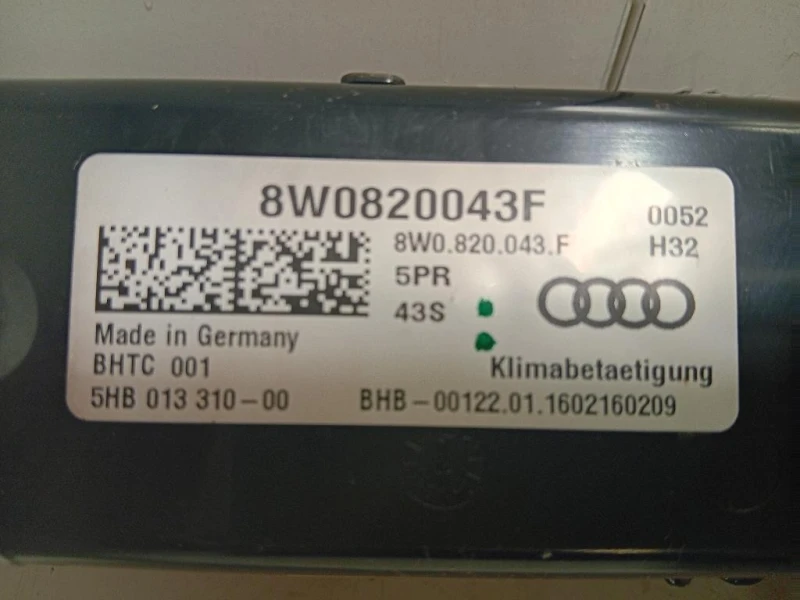 8W0820043F
0052
8W0.820.043.F
H32
5PR
43S
Made in Germany
BHTC 001
Klimabetaetigung
5HB 013 310-00
BHB-00122.01.1602160209